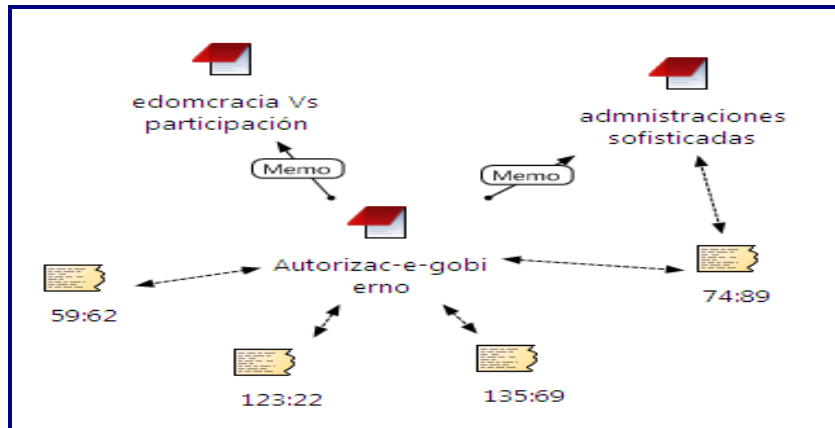 edomcracia Vs
participación
admnistraciones
sofisticadas
Memo
Memo
Autorizac-e-gobi
erno
59:62
74:89
123:22
135:69